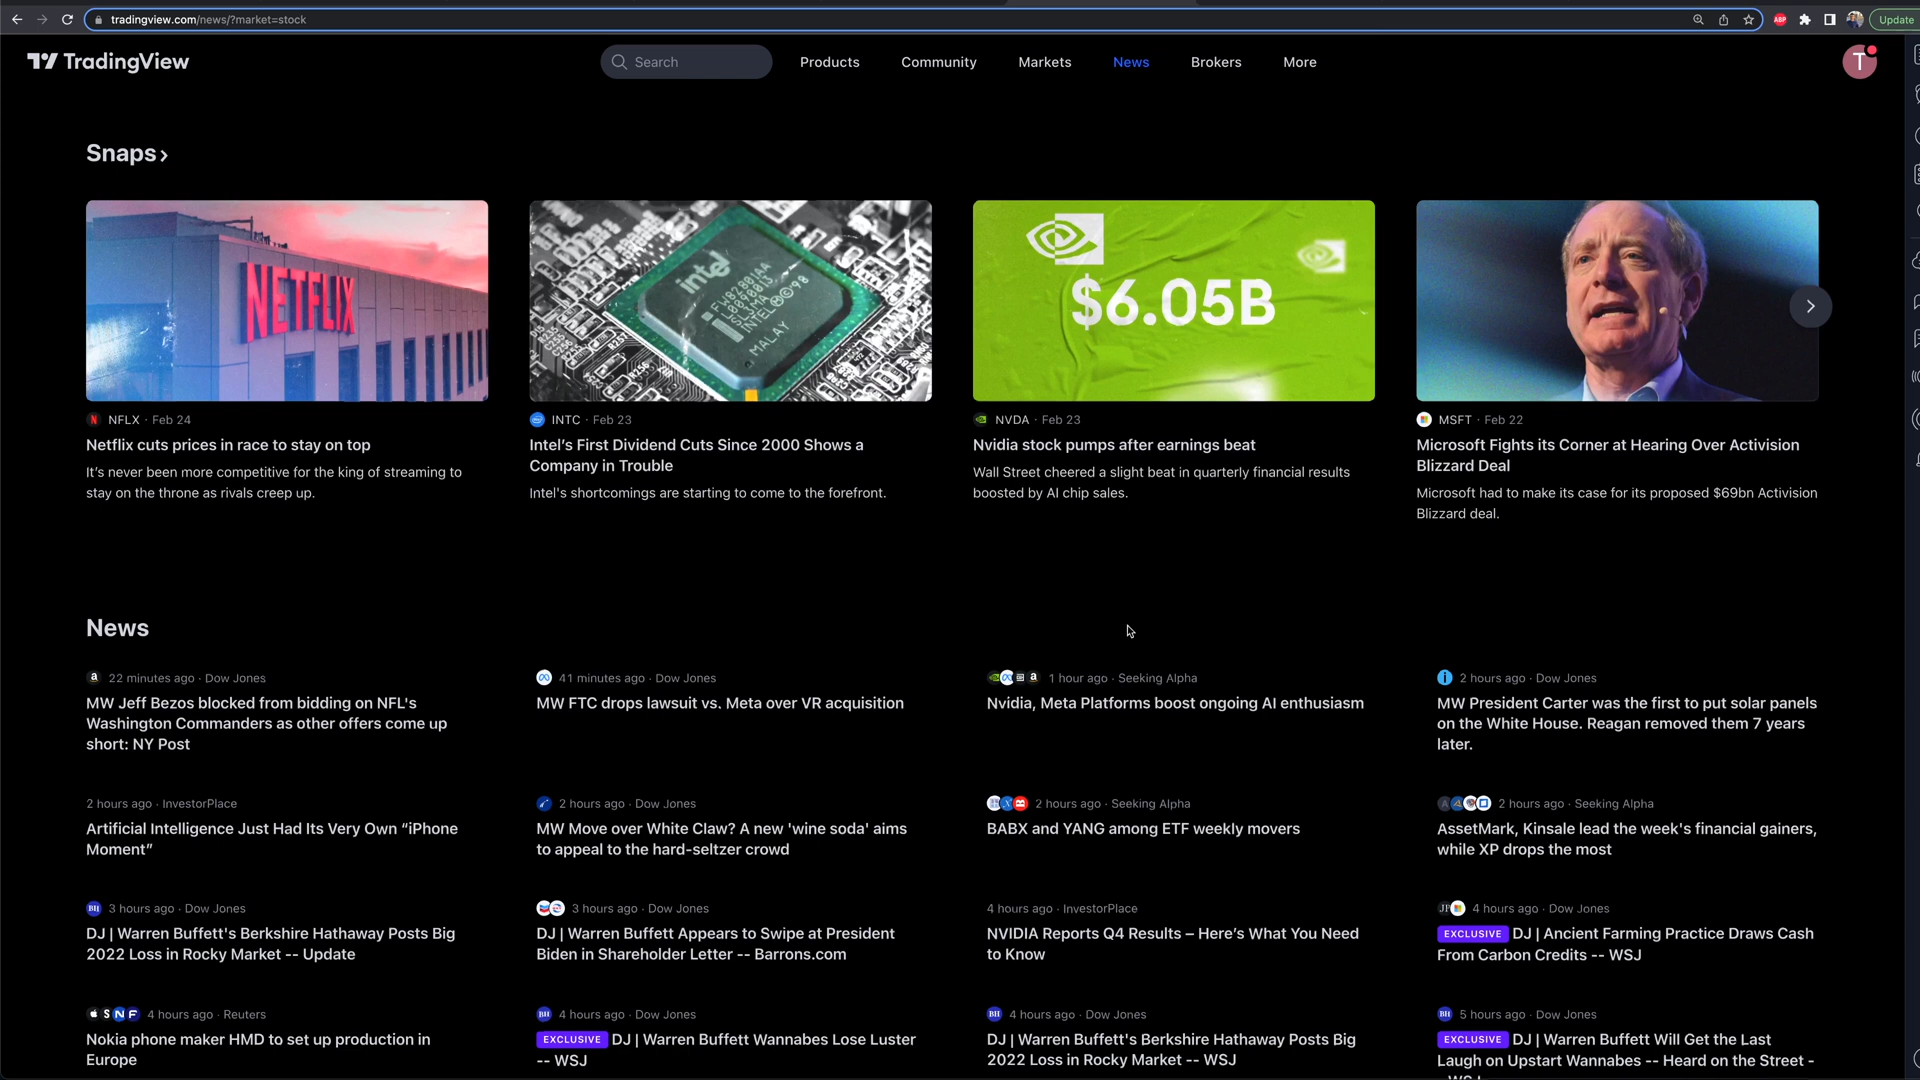 tradingview.com/news/?market=stock
ABP
Update
TradingView
Search
Products
Community
Markets
News
Brokers
More
T
Snaps
NETFLIX
intel
FW82801AA
L0090013
SL3MA
INTEL Ⓜ © '98
MALAY
$6.05B
NFLX · Feb 24
Netflix cuts prices in race to stay on top
It's never been more competitive for the king of streaming to
stay on the throne as rivals creep up.
INTC · Feb 23
Intel's First Dividend Cuts Since 2000 Shows a
Company in Trouble
Intel's shortcomings are starting to come to the forefront.
NVDA · Feb 23
Nvidia stock pumps after earnings beat
Wall Street cheered a slight beat in quarterly financial results
boosted by AI chip sales.
MSFT · Feb 22
Microsoft Fights its Corner at Hearing Over Activision
Blizzard Deal
Microsoft had to make its case for its proposed $69bn Activision
Blizzard deal.
News
22 minutes ago · Dow Jones
MW Jeff Bezos blocked from bidding on NFL's
Washington Commanders as other offers come up
short: NY Post
41 minutes ago · Dow Jones
MW FTC drops lawsuit vs. Meta over VR acquisition
1 hour ago · Seeking Alpha
Nvidia, Meta Platforms boost ongoing AI enthusiasm
2 hours ago · Dow Jones
MW President Carter was the first to put solar panels
on the White House. Reagan removed them 7 years
later.
2 hours ago · InvestorPlace
Artificial Intelligence Just Had Its Very Own “iPhone
Moment”
2 hours ago · Dow Jones
MW Move over White Claw? A new 'wine soda' aims
to appeal to the hard-seltzer crowd
2 hours ago · Seeking Alpha
BABX and YANG among ETF weekly movers
2 hours ago · Seeking Alpha
AssetMark, Kinsale lead the week's financial gainers,
while XP drops the most
BH 3 hours ago · Dow Jones
DJ | Warren Buffett's Berkshire Hathaway Posts Big
2022 Loss in Rocky Market -- Update
3 hours ago · Dow Jones
DJ | Warren Buffett Appears to Swipe at President
Biden in Shareholder Letter -- Barrons.com
4 hours ago · InvestorPlace
NVIDIA Reports Q4 Results – Here's What You Need
to Know
4 hours ago · Dow Jones
EXCLUSIVE DJ | Ancient Farming Practice Draws Cash
From Carbon Credits -- WSJ
S N F 4 hours ago · Reuters
Nokia phone maker HMD to set up production in
Europe
BH 4 hours ago · Dow Jones
EXCLUSIVE DJ | Warren Buffett Wannabes Lose Luster
-- WSJ
BH 4 hours ago · Dow Jones
DJ | Warren Buffett's Berkshire Hathaway Posts Big
2022 Loss in Rocky Market -- WSJ
BH 5 hours ago · Dow Jones
EXCLUSIVE DJ | Warren Buffett Will Get the Last
Laugh on Upstart Wannabes -- Heard on the Street -
- WSJ